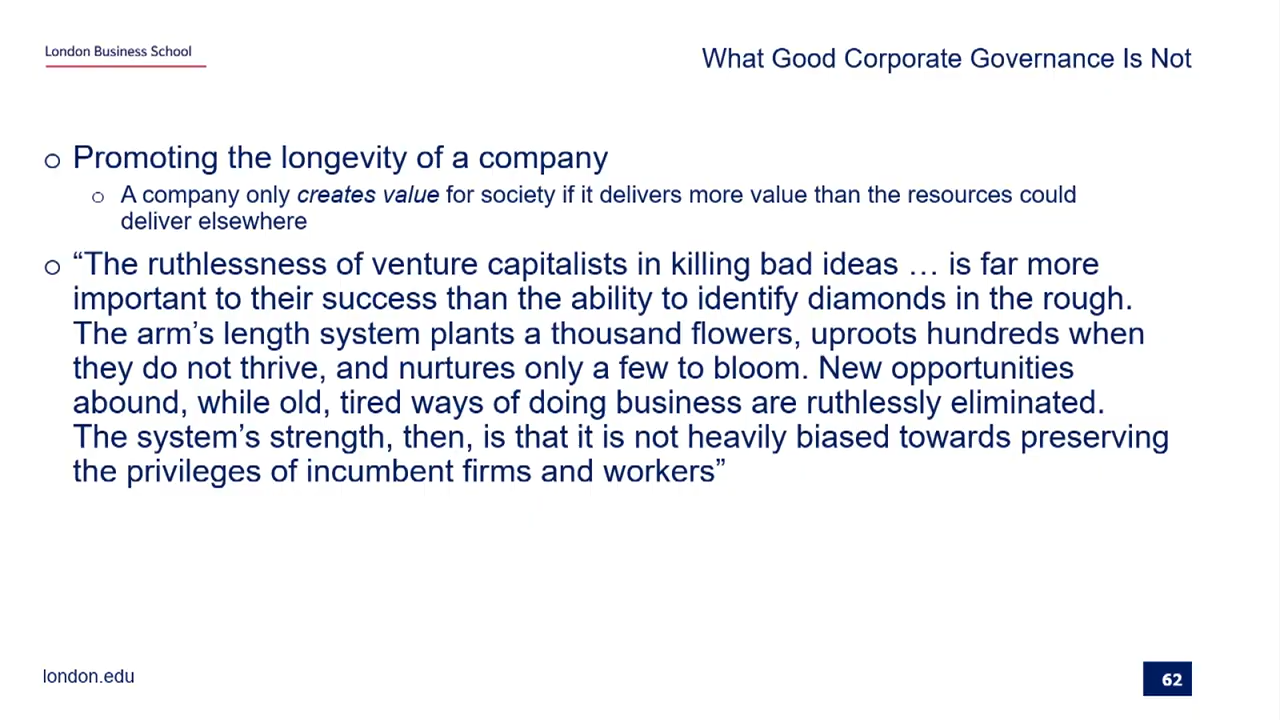 London Business School
What Good Corporate Governance Is Not
o Promoting the longevity of a company
o A company only creates value for society if it delivers more value than the resources could
deliver elsewhere
o “The ruthlessness of venture capitalists in killing bad ideas … is far more
important to their success than the ability to identify diamonds in the rough.
The arm’s length system plants a thousand flowers, uproots hundreds when
they do not thrive, and nurtures only a few to bloom. New opportunities
abound, while old, tired ways of doing business are ruthlessly eliminated.
The system’s strength, then, is that it is not heavily biased towards preserving
the privileges of incumbent firms and workers”
london.edu
62